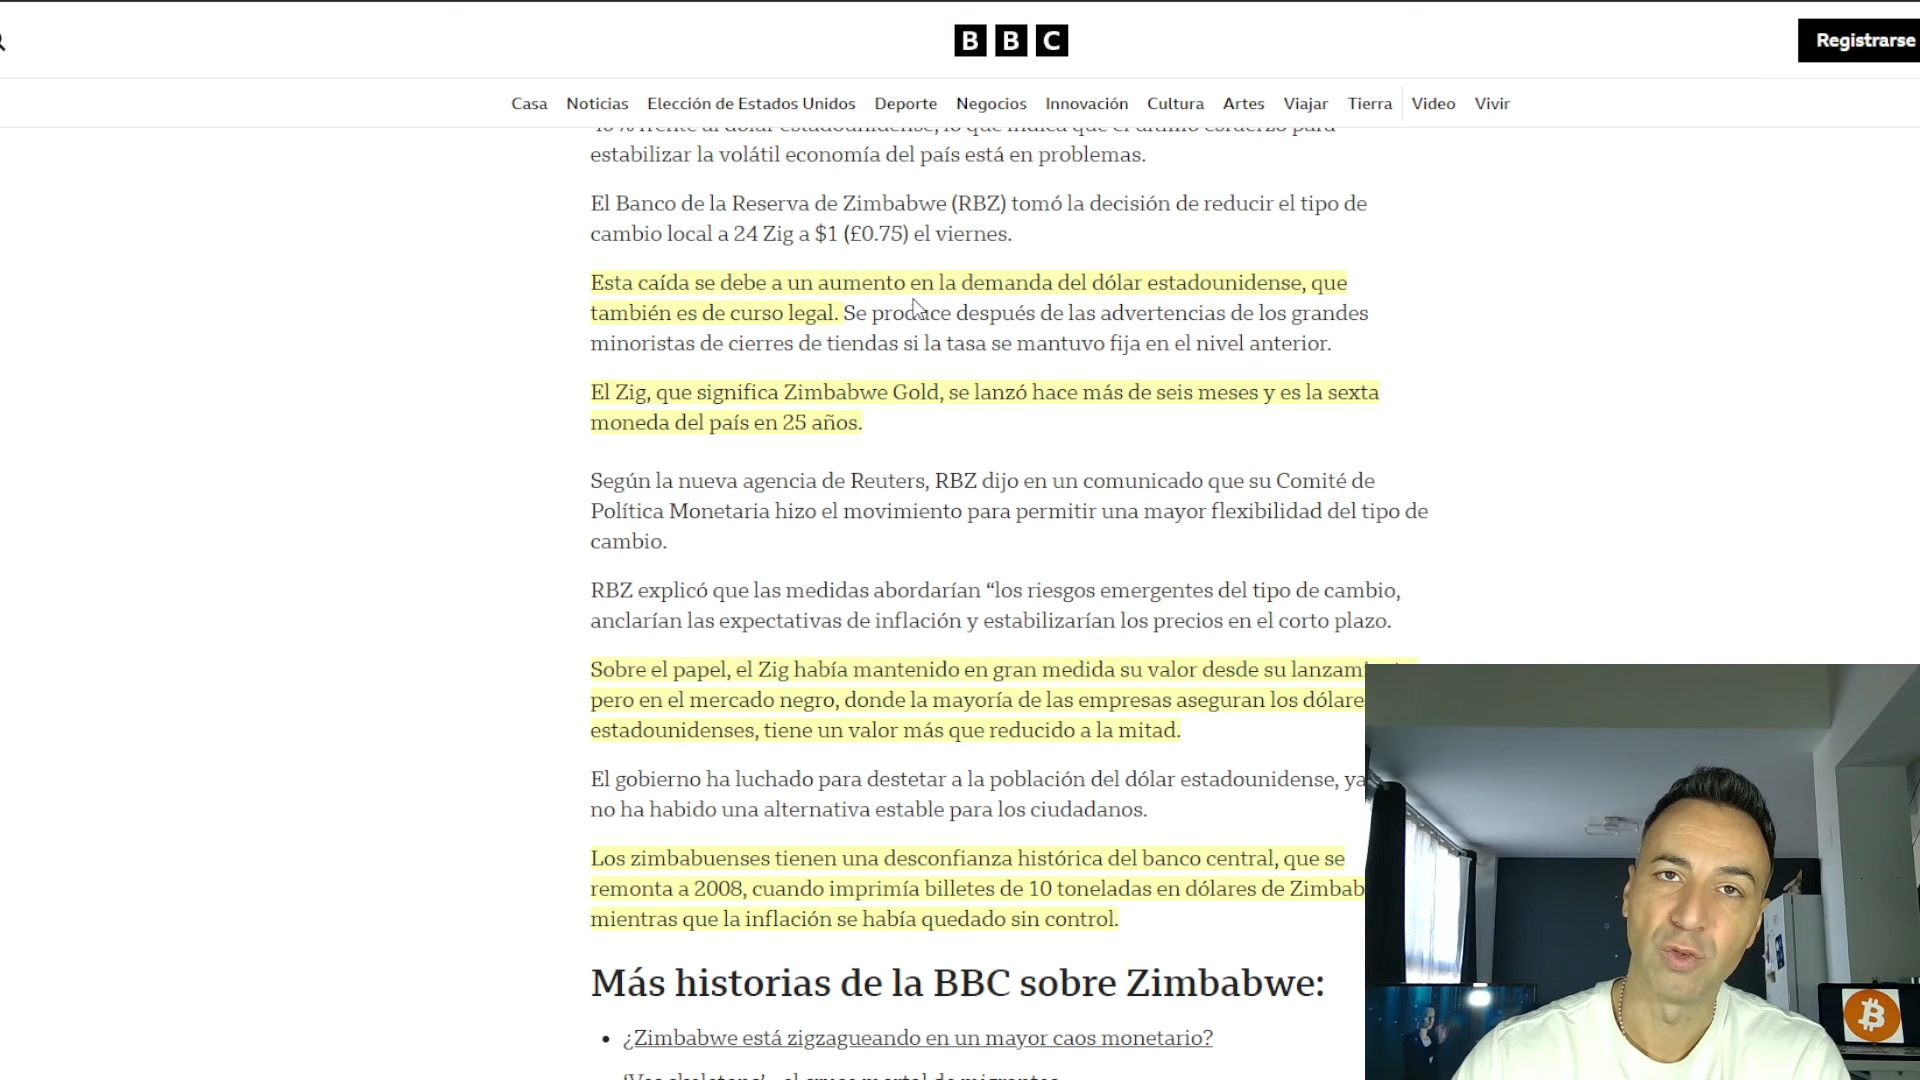 BBC
Registrarse
Casa Noticias Elección de Estados Unidos Deporte Negocios Innovación Cultura Artes Viajar Tierra Video Vivir
40% frente al dólar estadounidense, lo que indica que el último esfuerzo para
estabilizar la volátil economía del país está en problemas.
El Banco de la Reserva de Zimbabwe (RBZ) tomó la decisión de reducir el tipo de
cambio local a 24 Zig a $1 (£0.75) el viernes.
Esta caída se debe a un aumento en la demanda del dólar estadounidense, que
también es de curso legal. Se produce después de las advertencias de los grandes
minoristas de cierres de tiendas si la tasa se mantuvo fija en el nivel anterior.
El Zig, que significa Zimbabwe Gold, se lanzó hace más de seis meses y es la sexta
moneda del país en 25 años.
Según la nueva agencia de Reuters, RBZ dijo en un comunicado que su Comité de
Política Monetaria hizo el movimiento para permitir una mayor flexibilidad del tipo de
cambio.
RBZ explicó que las medidas abordarían “los riesgos emergentes del tipo de cambio,
anclarían las expectativas de inflación y estabilizarían los precios en el corto plazo.
Sobre el papel, el Zig había mantenido en gran medida su valor desde su
pero en el mercado negro, donde la mayoría de las empresas aseguran los
estadounidenses, tiene un valor más que reducido a la mitad.
El gobierno ha luchado para destetar a la población del dólar estadounidense, ya
no ha habido una alternativa estable para los ciudadanos.
Los zimbabuenses tienen una desconfianza histórica del banco central, que se
remonta a 2008, cuando imprimía billetes de 10 toneladas en dólares de
mientras que la inflación se había quedado sin control.
Más historias de la BBC sobre Zimbabwe:
• ¿Zimbabwe está zigzagueando en un mayor caos monetario?